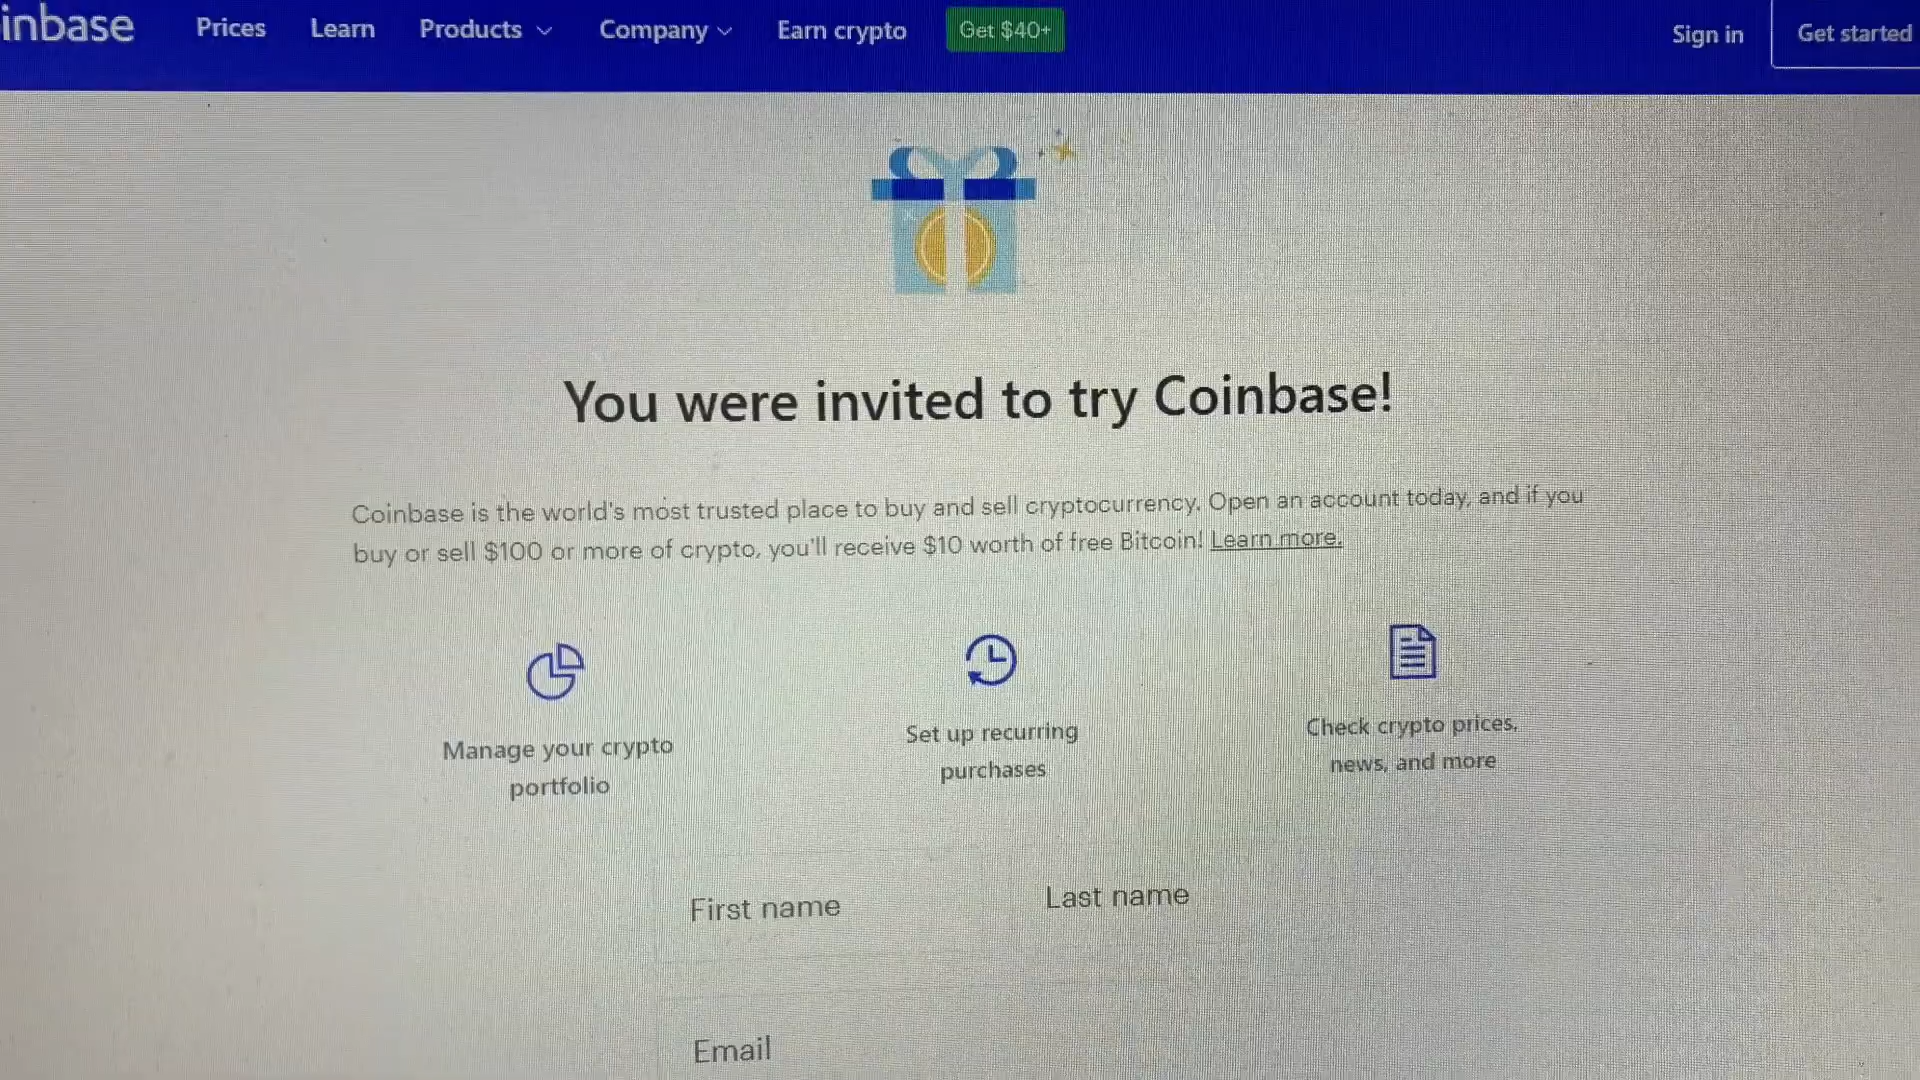 inbase Prices Learn Products Company Earn crypto Get $40+ Sign in Get started
You were invited to try Coinbase!
Coinbase is the world's most trusted place to buy and sell cryptocurrency. Open an account today, and if you
buy or sell $100 or more of crypto, you'll receive $10 worth of free Bitcoin! Learn more.
Manage your crypto
portfolio
Set up recurring
purchases
Check crypto prices,
news, and more
First name Last name
Email